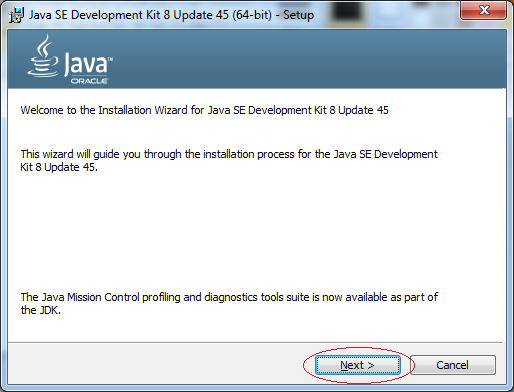 Java SE Development Kit 8 Update 45 (64-bit) - Setup
Java™
ORACLE
Welcome to the Installation Wizard for Java SE Development Kit 8 Update 45
This wizard will guide you through the installation process for the Java SE Development
Kit 8 Update 45.
The Java Mission Control profiling and diagnostics tools suite is now available as part of
the JDK.
Next >
Cancel